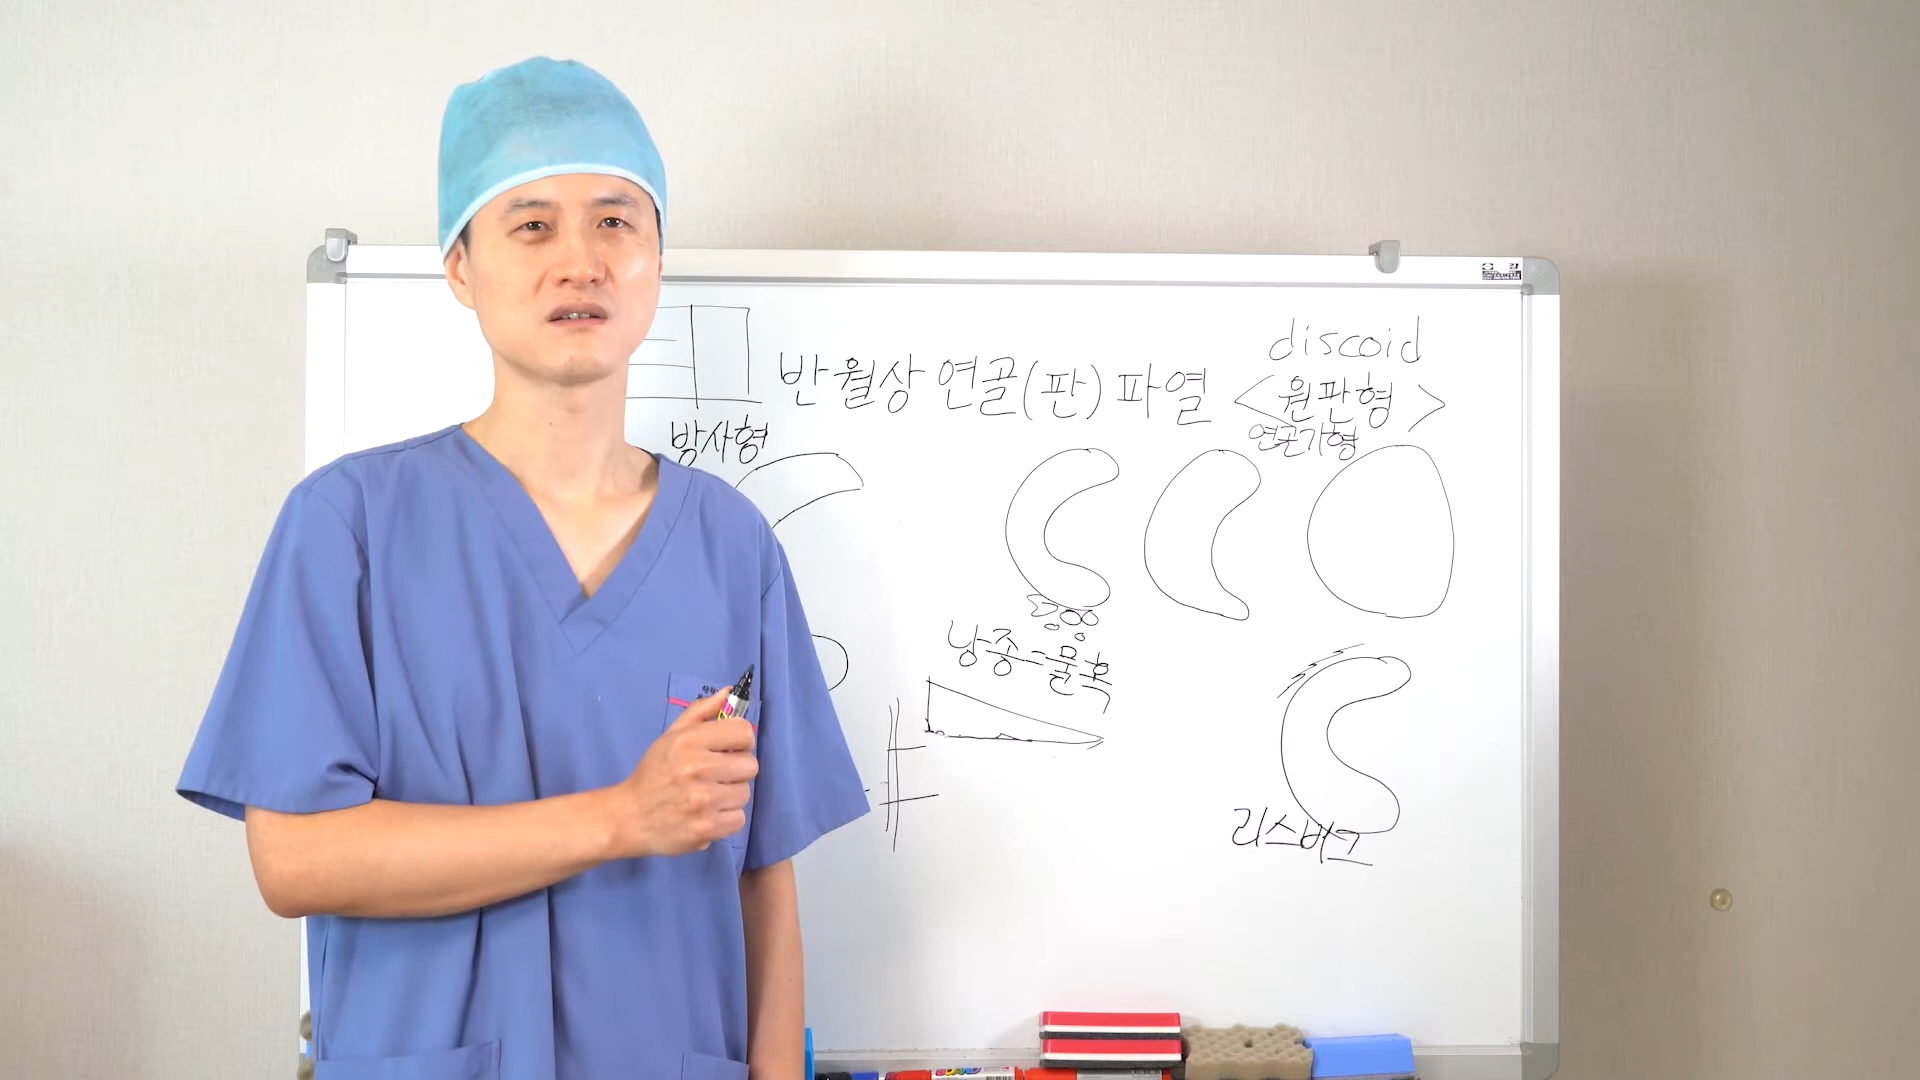 discoid
반월상 연골(판) 파열 <원판형>
연골기형
방사형
낭종=물혹
리스버크